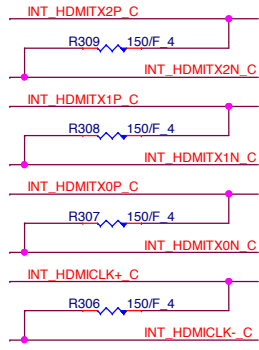 INT_HDMITX2P_C
R309 150/F_4
INT_HDMITX2N_C
INT_HDMITX1P_C
R308 150/F_4
INT_HDMITX1N_C
INT_HDMITX0P_C
R307 150/F_4
INT_HDMITX0N_C
INT_HDMICLK+_C
R306 150/F_4
INT_HDMICLK-_C